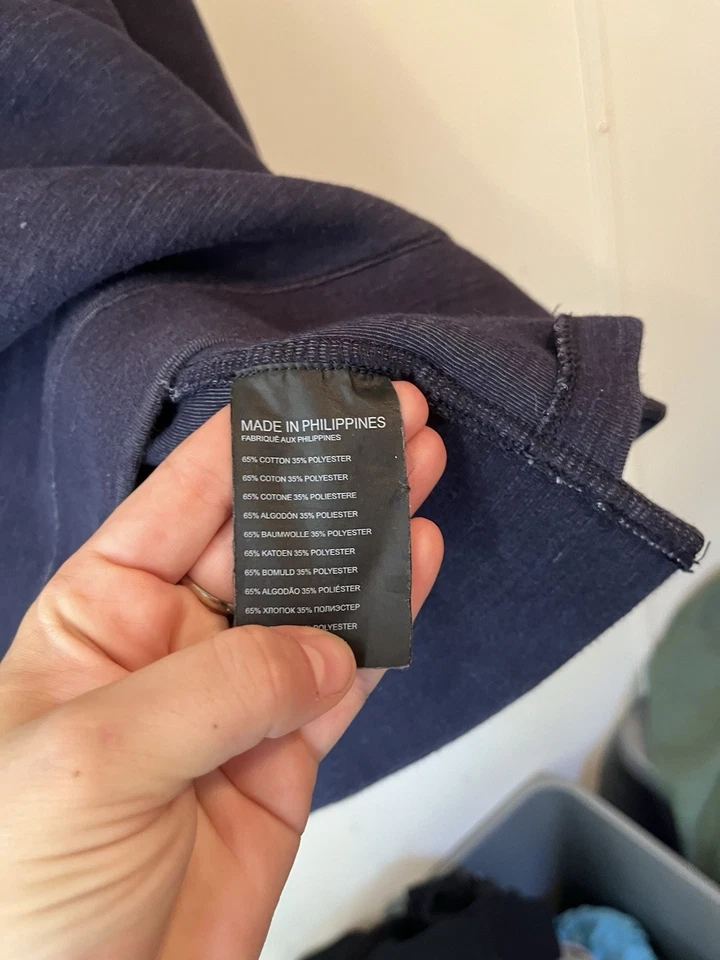 MADE IN PHILIPPINES
FABRIQUÉ AUX PHILIPPINES
65% COTTON 35% POLYESTER
65% COTON 35% POLYESTER
65% COTONE 35% POLIESTERE
65% ALGODÓN 35% POLIESTER
65% BAUMWOLLE 35% POLYESTER
65% KATOEN 35% POLYESTER
65% BOMULD 35% POLYESTER
65% ALGODÃO 35% POLIÉSTER
65% ХЛОПОК 35% ПОЛИЭСТЕР
POLYESTER